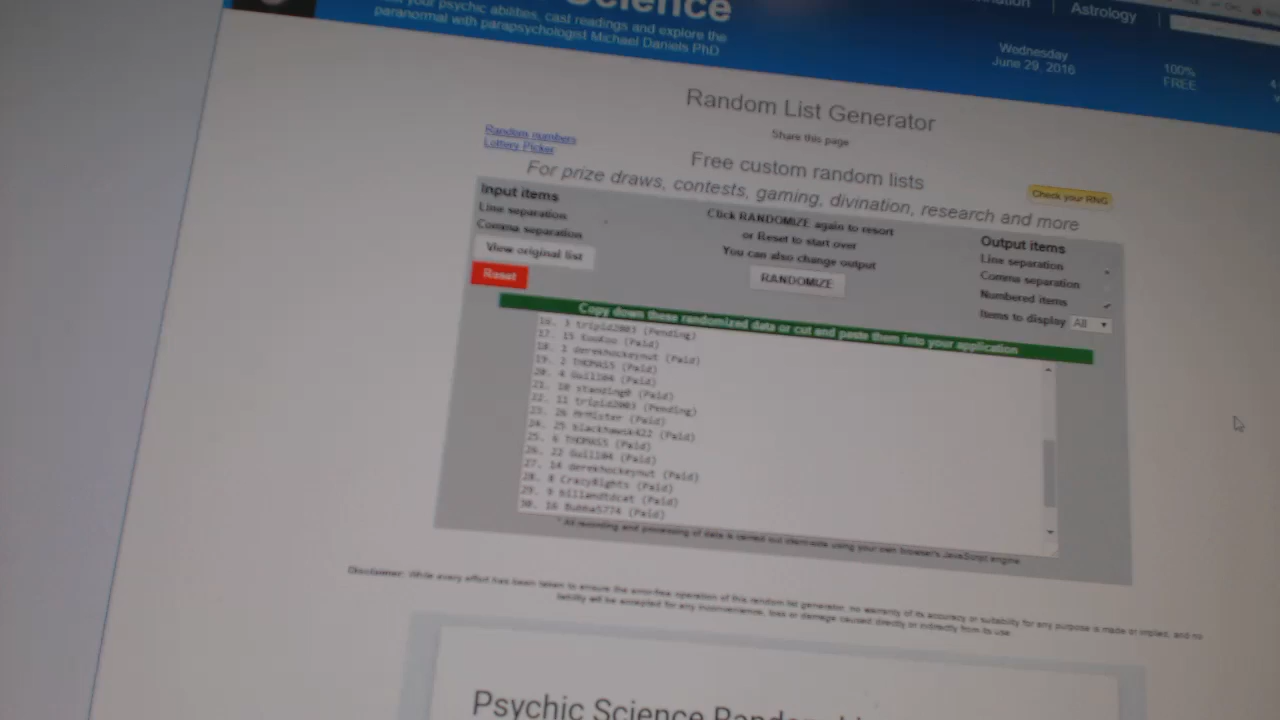 Science
your psychic abilities, cast readings and explore the
paranormal with parapsychologist Michael Daniels PhD
Astrology
Wednesday
June 29, 2016
100%
FREE
Random List Generator
Share this page
Random numbers
Lottery Picker
Free custom random lists
For prize draws, contests, gaming, divination, research and more
Check your RNG
Input items
Line separation
Comma separation
View original list
Reset
Click RANDOMIZE again to resort
or Reset to start over
You can also change output
RANDOMIZE
Output items
Line separation
Comma separation
Numbered items
Items to display All
Copy down these randomized data or cut and paste them into your application
16. 3 tripid2003 (Pending)
17. 15 KooKoo (Paid)
18. 1 derekhockeynut (Paid)
19. 2 THOMAS5 (Paid)
20. 4 Guil104 (Paid)
21. 10 (Paid)
22. 11 tripid2003 (Pending)
23. 26 MrMister (Paid)
24. 25 blackhawk422 (Paid)
25. 6 THOMAS5 (Paid)
26. 22 Guil104 (Paid)
27. 14 derekhockeynut (Paid)
28. 8 CrazyRights (Paid)
29. 9 billandtdcat (Paid)
30. 16 Bubba5774 (Paid)
* All recording and processing of data is carried out client-side using your own browser's JavaScript engine
Disclaimer: While every effort has been taken to ensure the error-free operation of this random list generator, no warranty of its accuracy or suitability for any purpose is made or implied, and no
liability will be accepted for any inconvenience, loss or damage caused directly or indirectly from its use.
Psychic Science